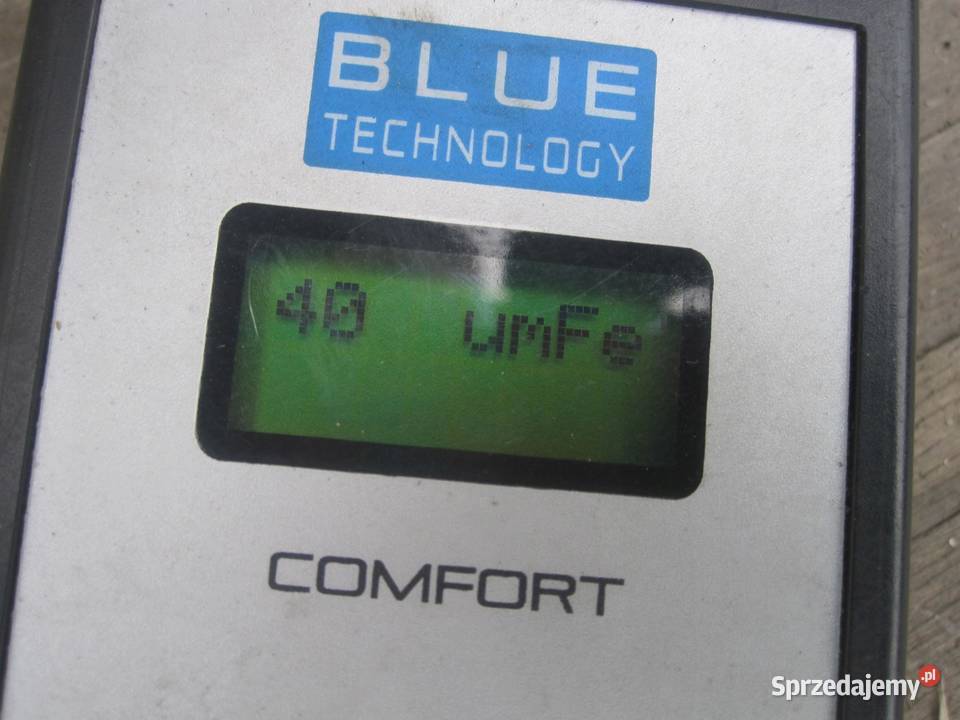 BLUE
TECHNOLOGY
40 umFe
COMFORT
Sprzedajemy.pl